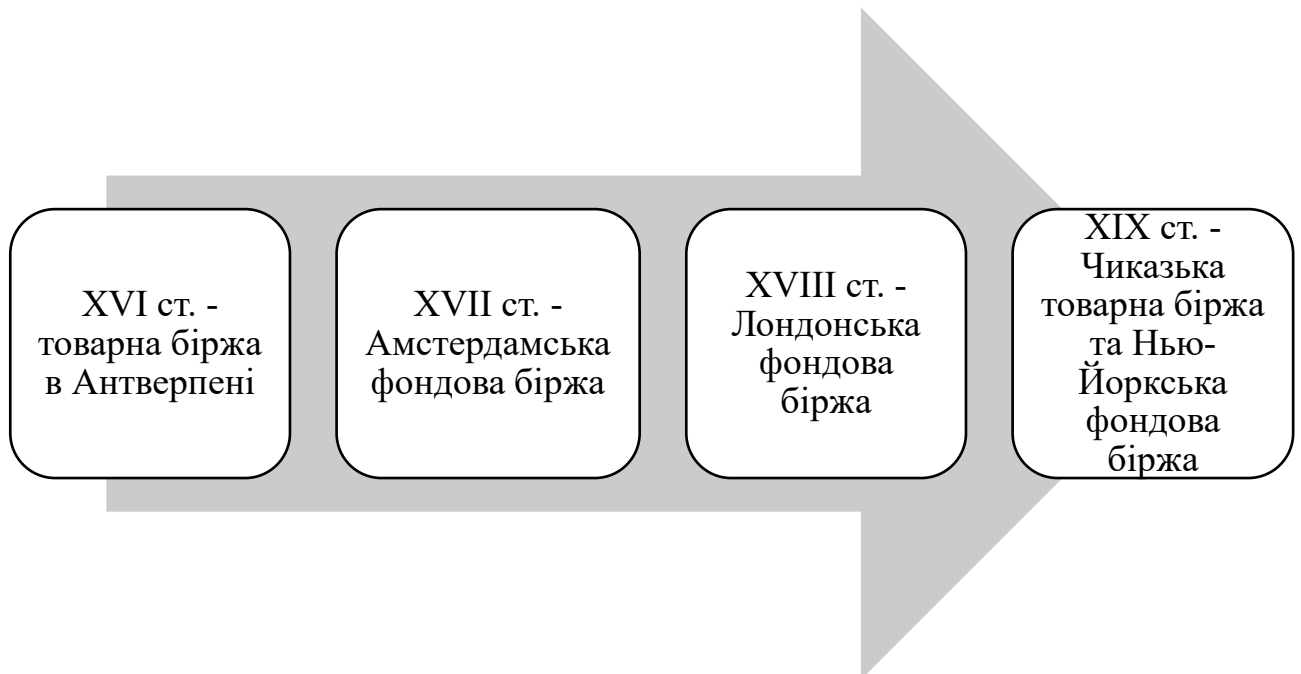 XVI ст. -
товарна біржа
в Антверпені
XVII ст. -
Амстердамська
фондова біржа
XVIII ст. -
Лондонська
фондова
біржа
XIX ст. -
Чиказька
товарна біржа
та Нью-
Йоркська
фондова
біржа